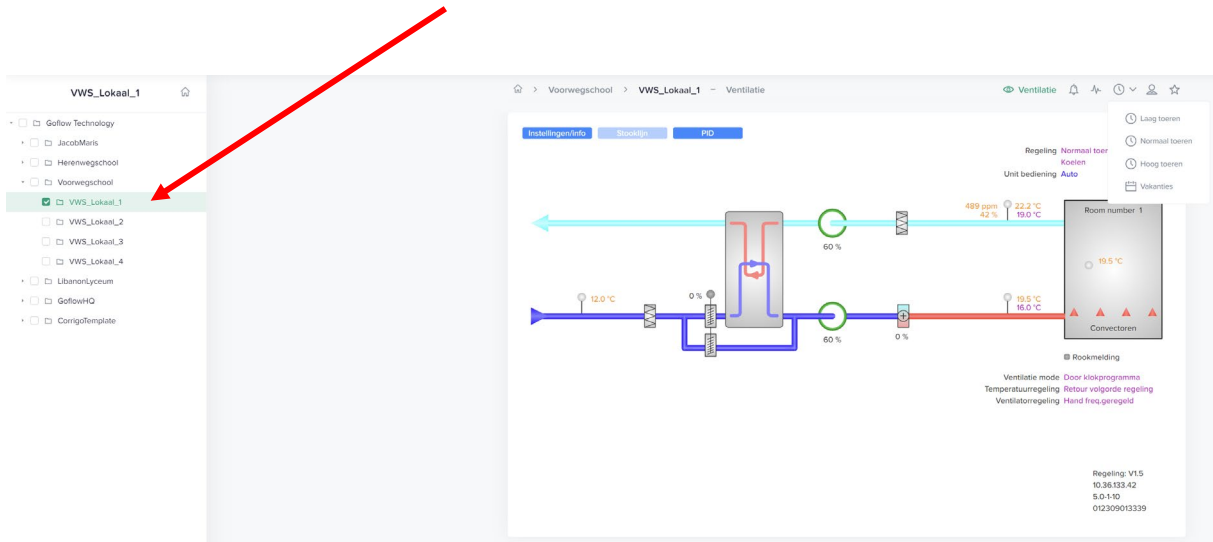 VWS_Lokaal_1
Goflow Technology
JacobMaris
Herenwegschool
Voorwegschool
VWS_Lokaal_1
VWS_Lokaal_2
VWS_Lokaal_3
VWS_Lokaal_4
LibanonLyceum
GoflowHQ
CorrigoTemplate
> Voorwegschool > VWS_Lokaal_1 – Ventilatie
Ventilatie
Laag toeren
Normaal toeren
Hoog toeren
Vakanties
Instellingen/info Stooklijn PID
Regeling Normaal toer
Koelen
Unit bediening Auto
489 ppm 22.2 °C
42 % 19.0 °C
Room number 1
60 %
19.5 °C
12.0 °C
0 %
19.5 °C
16.0 °C
60 %
0 %
Convectoren
Rookmelding
Ventilatie mode Door klokprogramma
Temperatuurregeling Retour volgorde regeling
Ventilatorregeling Hand freq.geregeld
Regeling: V1.5
10.36.133.42
5.0-1-10
012309013339